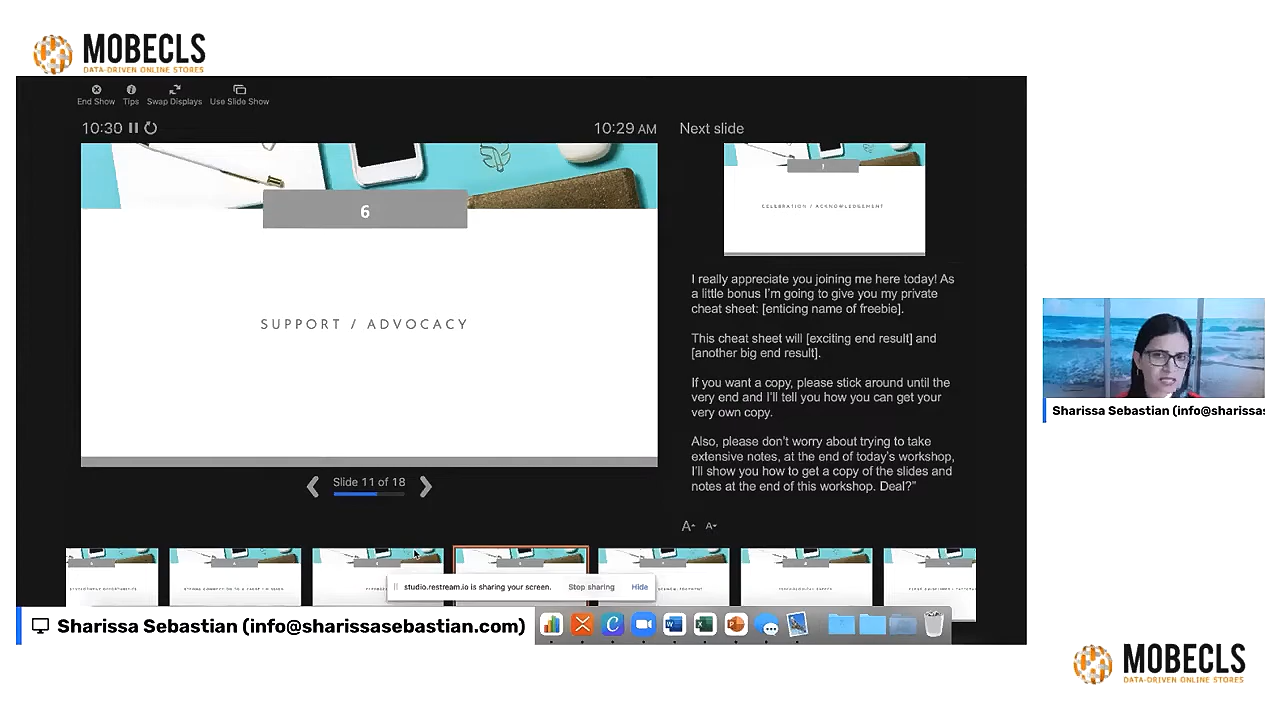 MOBECLS
DATA-DRIVEN ONLINE STORES
End Show Tips Swap Displays Use Slide Show
10:30
10:29 AM
Next slide
6
SUPPORT / ADVOCACY
7
CELEBRATION / ACKNOWLEDGEMENT
I really appreciate you joining me here today! As
a little bonus I’m going to give you my private
cheat sheet: [enticing name of freebie].
This cheat sheet will [exciting end result] and
[another big end result].
If you want a copy, please stick around until the
very end and I’ll tell you how you can get your
very own copy.
Also, please don’t worry about trying to take
extensive notes, at the end of today’s workshop,
I’ll show you how to get a copy of the slides and
notes at the end of this workshop. Deal?”
Slide 11 of 18
A A
studio.restream.io is sharing your screen. Stop sharing Hide
Sharissa Sebastian (info@sharissasebastian.com)
Sharissa Sebastian (info@sharissas
MOBECLS
DATA-DRIVEN ONLINE STORES